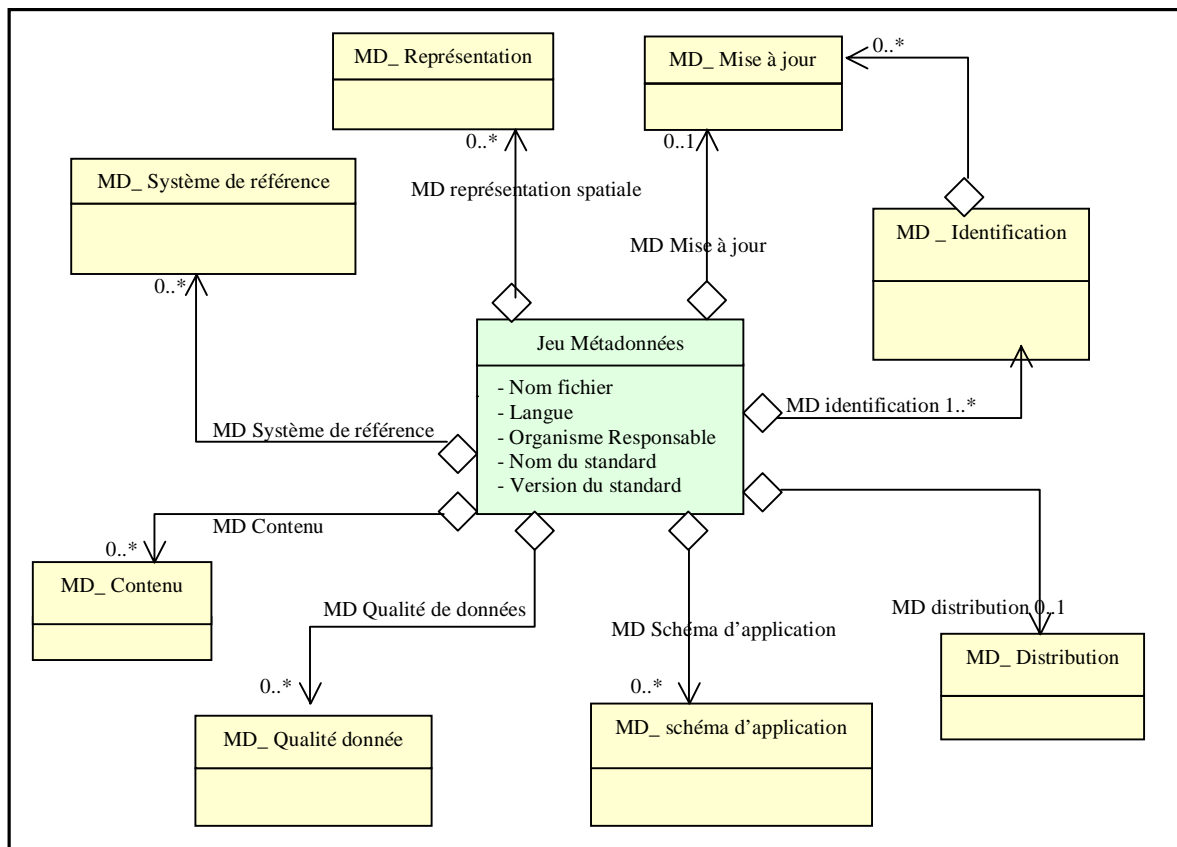 MD_ Représentation
MD_ Mise à jour
0..*
0..*
0..1
MD_ Système de référence
MD représentation spatiale
MD _ Identification
MD Mise à jour
0..*
Jeu Métadonnées
- Nom fichier
- Langue
- Organisme Responsable
- Nom du standard
- Version du standard
MD identification 1..*
MD Système de référence
MD Contenu
0..*
MD_ Contenu
MD Qualité de données
MD Schéma d’application
MD distribution 0..1
MD_ Distribution
0..*
0..*
MD_ Qualité donnée
MD_ schéma d’application